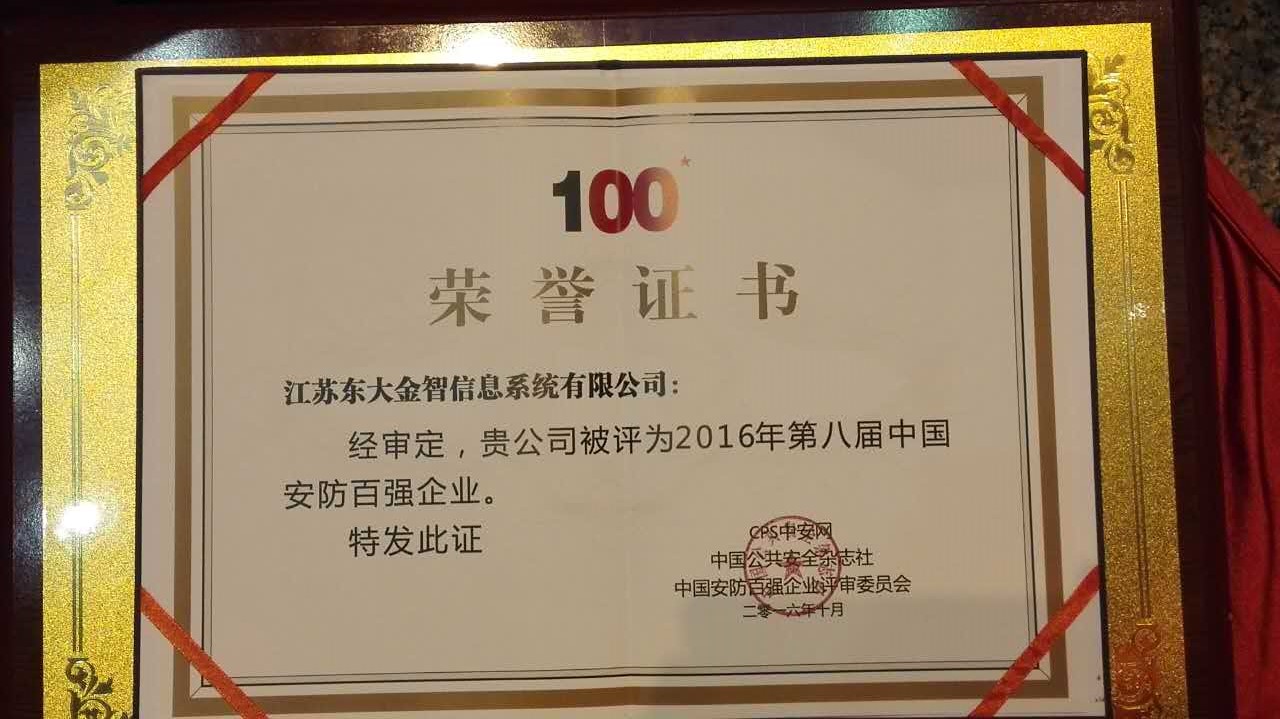 100
荣誉证书
江苏东大金智信息系统有限公司:
经审定，贵公司被评为2016年第八届中国
安防百强企业。
特发此证
CPS中安网
中国公共安全杂志社
中国安防百强企业评审委员会
二零一六年十月